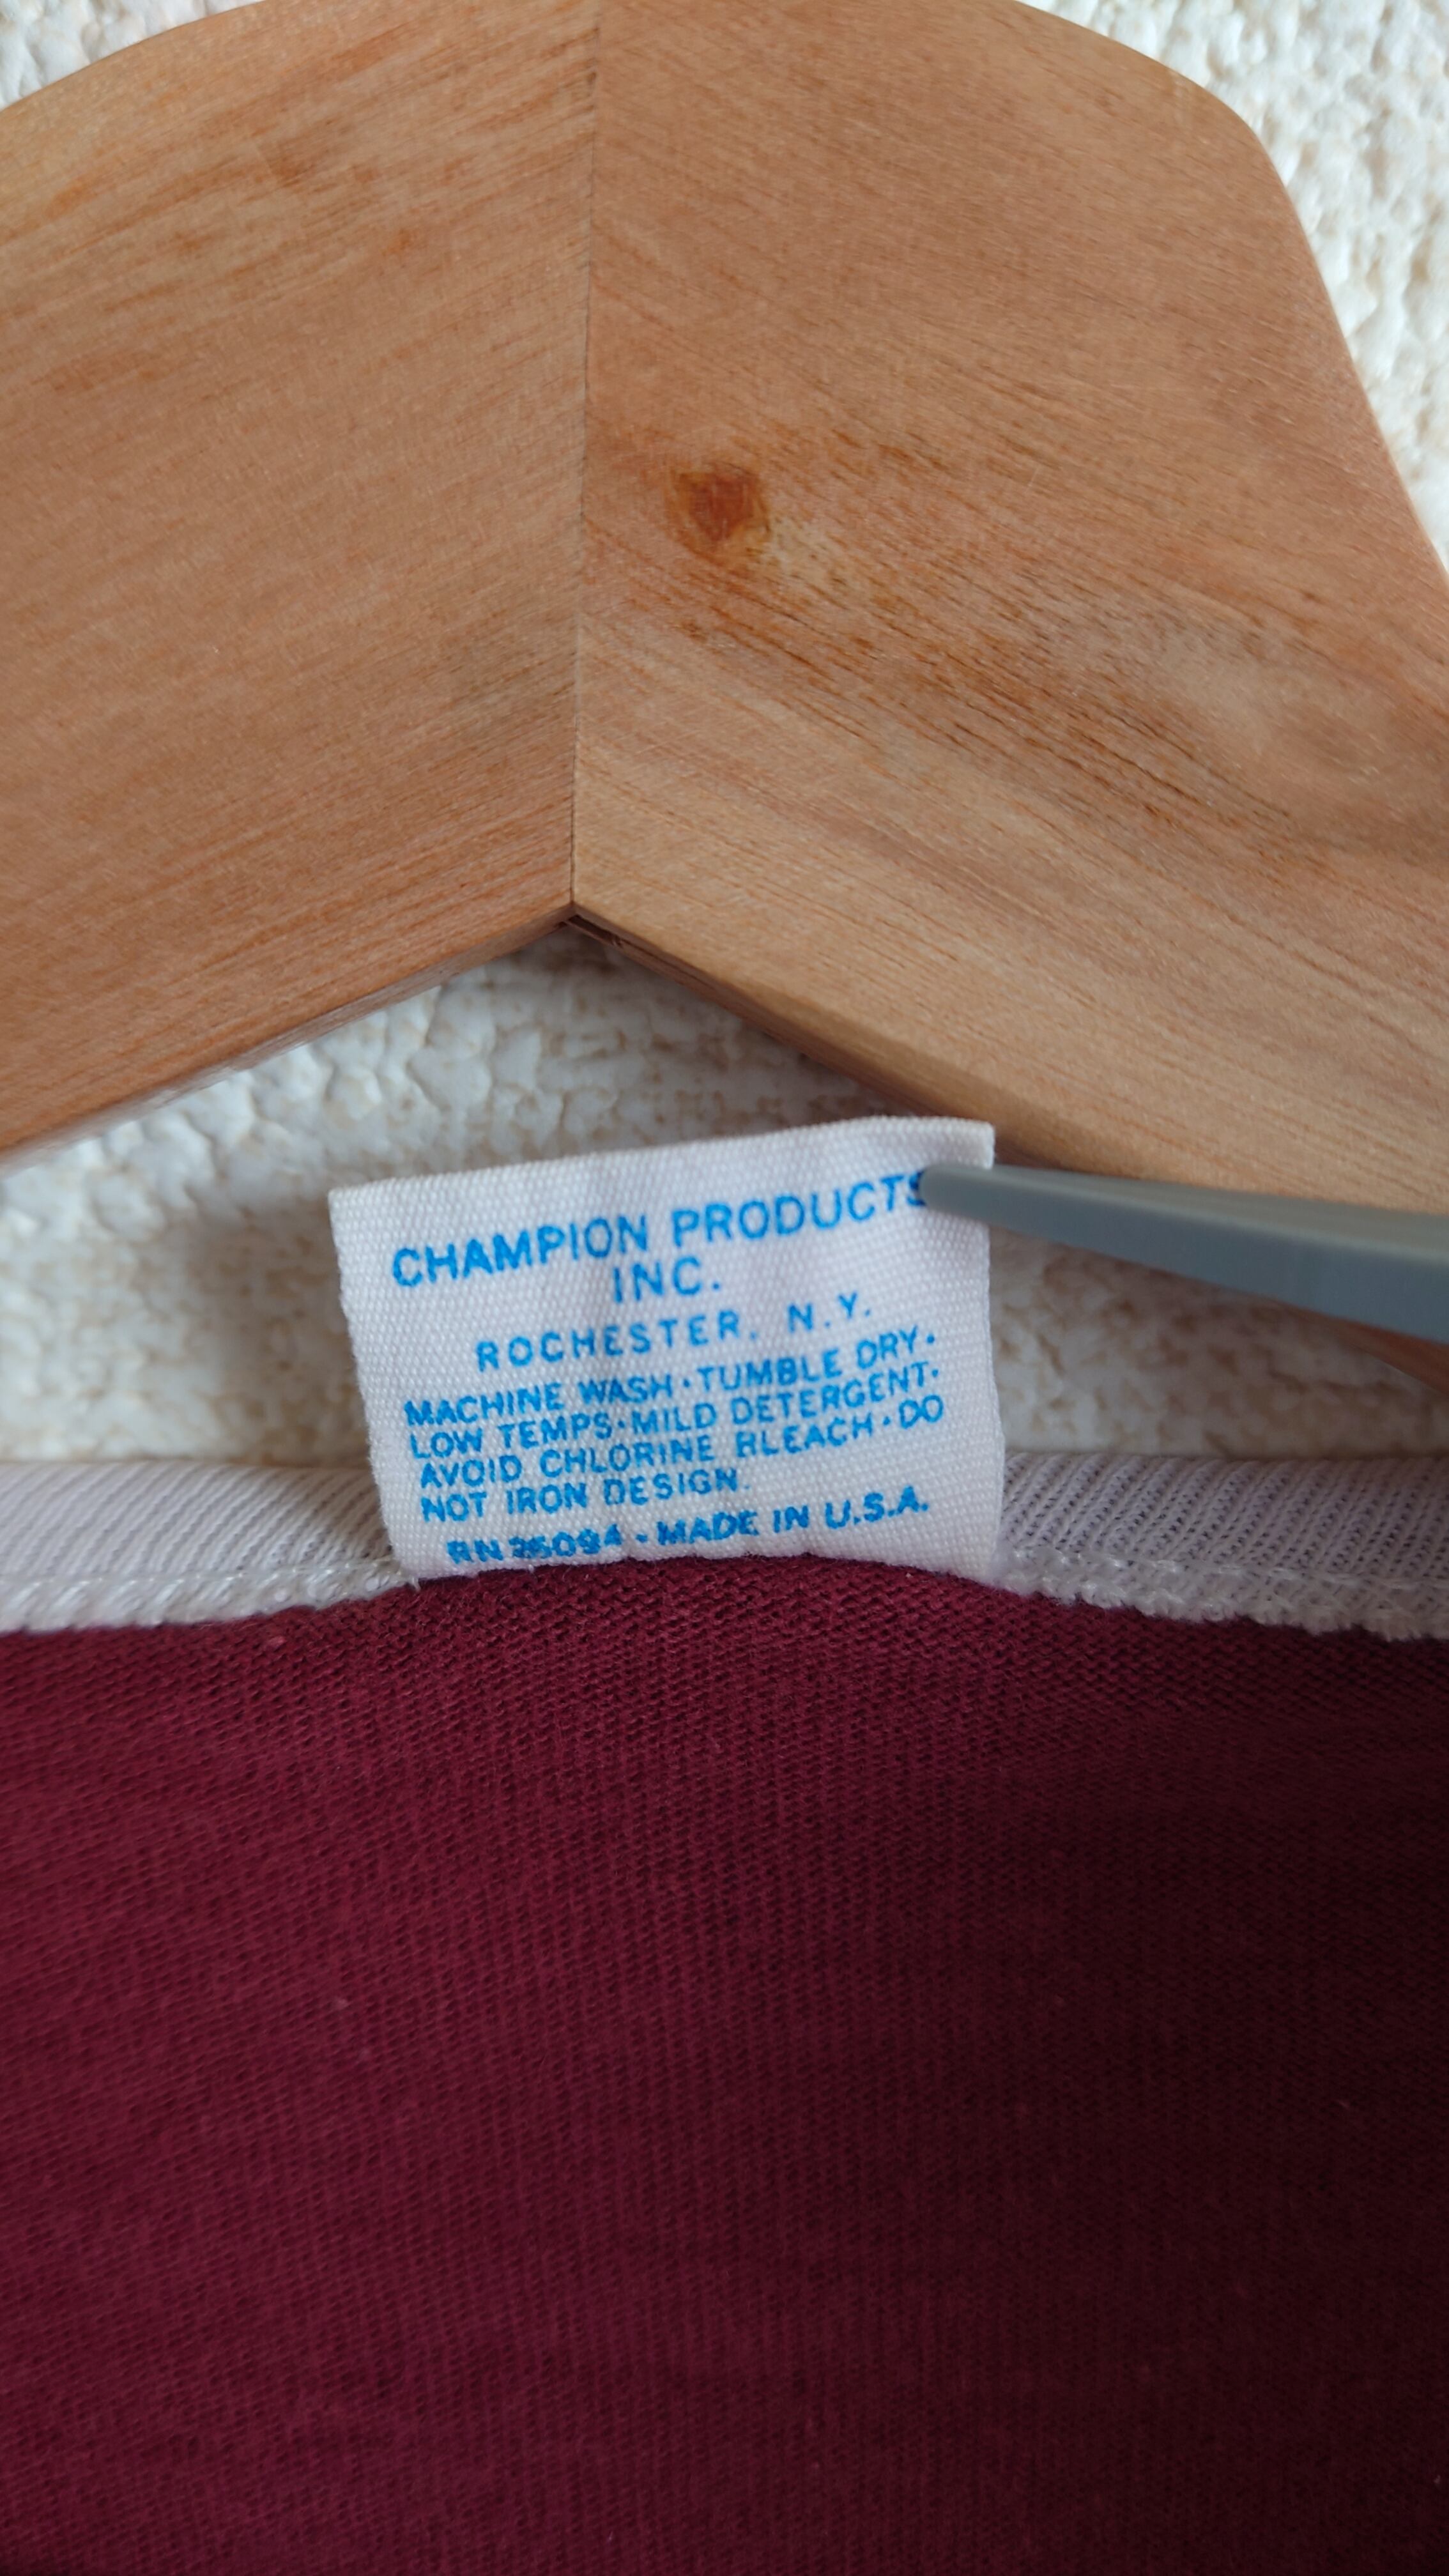 CHAMPION PRODUCTS
INC.
ROCHESTER, N.Y.
MACHINE WASH · TUMBLE DRY ·
LOW TEMPS · MILD DETERGENT ·
AVOID CHLORINE BLEACH · DO
NOT IRON DESIGN.
RN 26094 - MADE IN U.S.A.